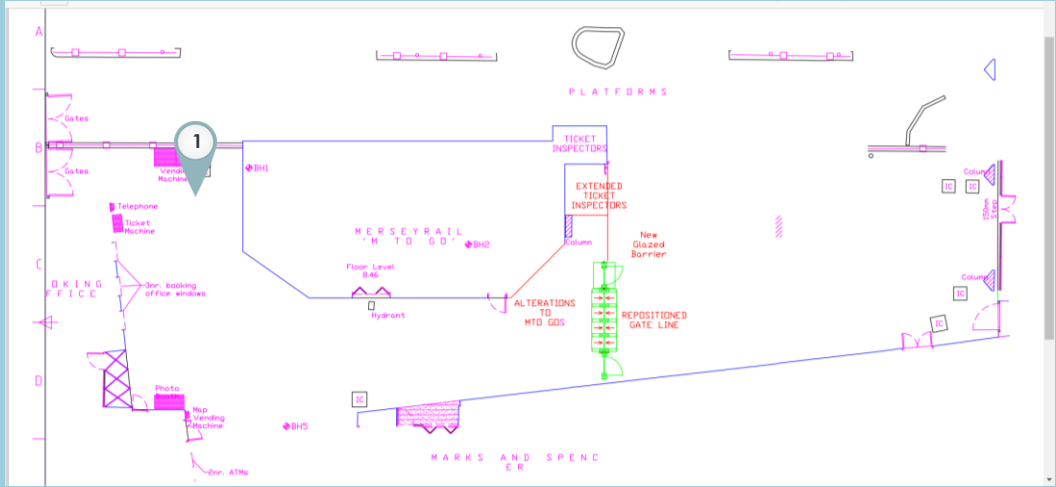 A
PLATFORMS
Gates
1
B
TICKET
INSPECTORS
BH1
Vending
Machine
Gates
Column
IC
IC
EXTENDED
TICKET
INSPECTORS
Telephone
Ticket
Machine
150mm
Step
MERSEYRAIL
'M TO GO'
BH2
Column
New
Glazed
Barrier
C
Floor Level
8.46
Column
OKING
FFICE
3nr. booking
office windows
IC
Hydrant
ALTERATIONS
TO
MTO GOS
REPOSITIONED
GATE LINE
IC
D
Photo
Booth
IC
Map
Vending
Machine
BH5
MARKS AND SPENC
ER
2nr. ATMs